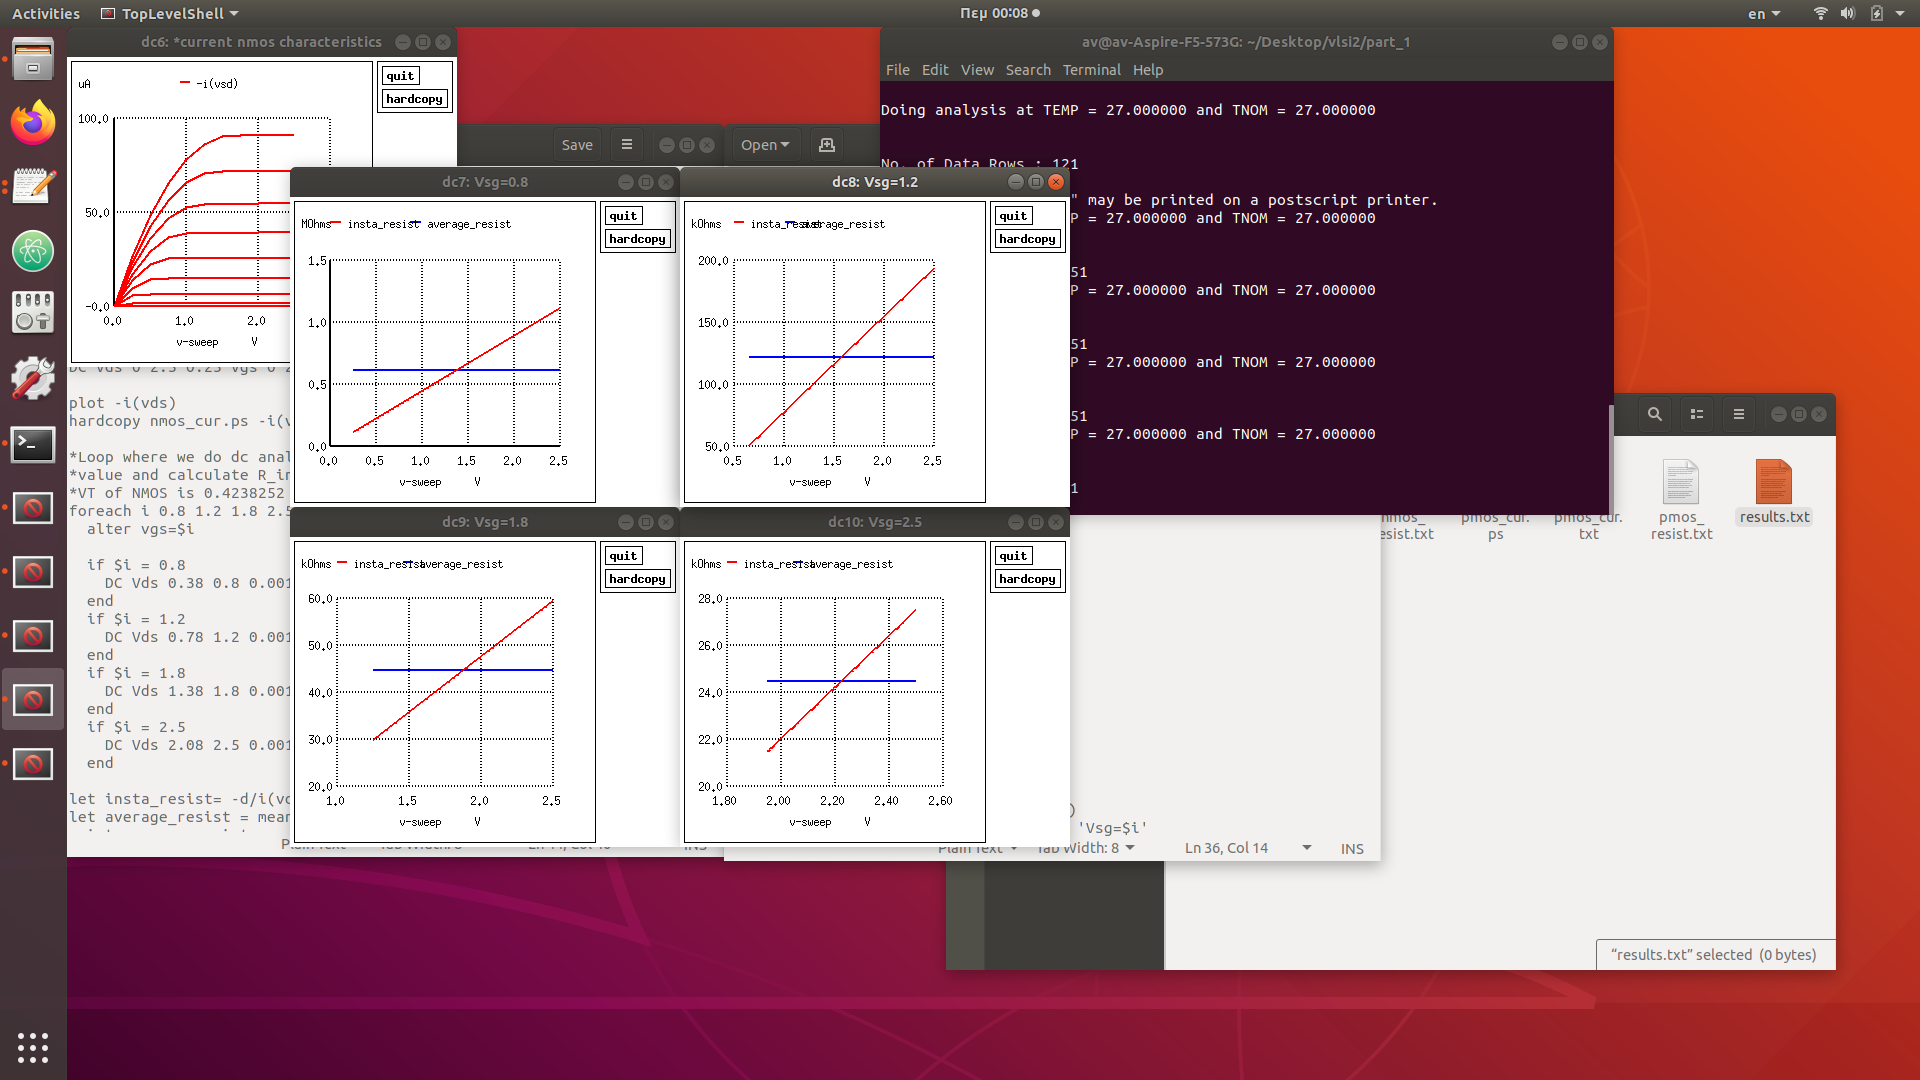 Activities
TopLevelShell
Πεμ 00:08
en
dc6: *current nmos characteristics
uA
-i(vsd)
100.0
50.0
-0.0
0.0 1.0 2.0
v-sweep V
quit
hardcopy
Save
Open
av@av-Aspire-F5-573G: ~/Desktop/vlsi2/part_1
File Edit View Search Terminal Help
Doing analysis at TEMP = 27.000000 and TNOM = 27.000000
No. of Data Rows : 121
" may be printed on a postscript printer.
P = 27.000000 and TNOM = 27.000000
51
P = 27.000000 and TNOM = 27.000000
51
P = 27.000000 and TNOM = 27.000000
51
P = 27.000000 and TNOM = 27.000000
1
dc7: Vsg=0.8
MOhms insta_resist average_resist
1.5
1.0
0.5
0.0
0.0 0.5 1.0 1.5 2.0 2.5
v-sweep V
quit
hardcopy
dc8: Vsg=1.2
kOhms insta_resist average_resist
200.0
150.0
100.0
50.0
0.5 1.0 1.5 2.0 2.5
v-sweep V
quit
hardcopy
dc9: Vsg=1.8
kOhms insta_resist average_resist
60.0
50.0
40.0
30.0
20.0
1.0 1.5 2.0 2.5
v-sweep V
quit
hardcopy
dc10: Vsg=2.5
kOhms insta_resist average_resist
28.0
26.0
24.0
22.0
20.0
1.80 2.00 2.20 2.40 2.60
v-sweep V
quit
hardcopy
DC Vds 0 2.5 0.25 Vgs 0 2
plot -i(vds)
hardcopy nmos_cur.ps -i(v
*Loop where we do dc anal
*value and calculate R_in
*VT of NMOS is 0.4238252
foreach i 0.8 1.2 1.8 2.5
alter vgs=$i
if $i = 0.8
DC Vds 0.38 0.8 0.001
end
if $i = 1.2
DC Vds 0.78 1.2 0.001
end
if $i = 1.8
DC Vds 1.38 1.8 0.001
end
if $i = 2.5
DC Vds 2.08 2.5 0.001
end
let insta_resist= -d/i(vd
let average_resist = mean
)
'Vsg=$i'
Plain Text Tab Width: 8 Ln 36, Col 14 INS
nmos_
resist.txt
pmos_cur.
ps
pmos_cur.
txt
pmos_
resist.txt
results.txt
“results.txt” selected (0 bytes)